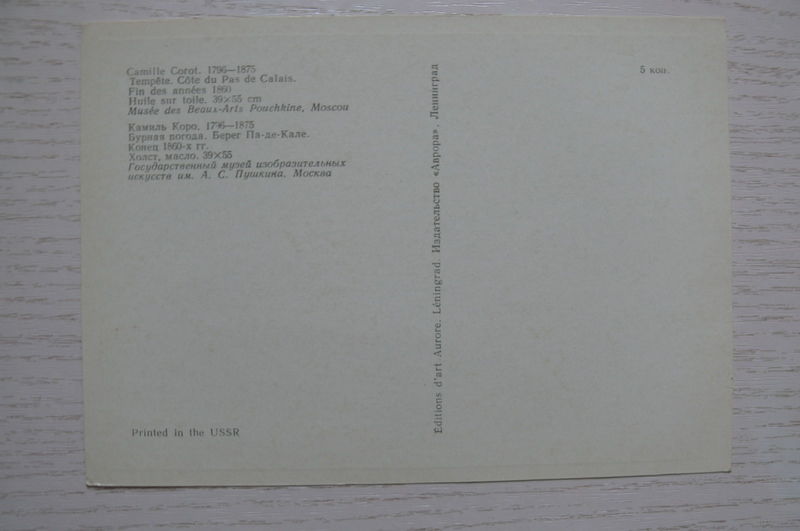 Camille Corot. 1796—1875
Tempête. Côte du Pas de Calais.
Fin des années 1860
Huile sur toile. 39×55 cm
Musée des Beaux-Arts Pouchkine, Moscou
Камиль Коро. 1796—1875
Бурная погода. Берег Па-де-Кале.
Конец 1860-х гг.
Холст, масло. 39×55
Государственный музей изобразительных
искусств им. А. С. Пушкина. Москва
Printed in the USSR
Editions d'art Aurore. Léningrad. Издательство «Аврора». Ленинград
5 коп.